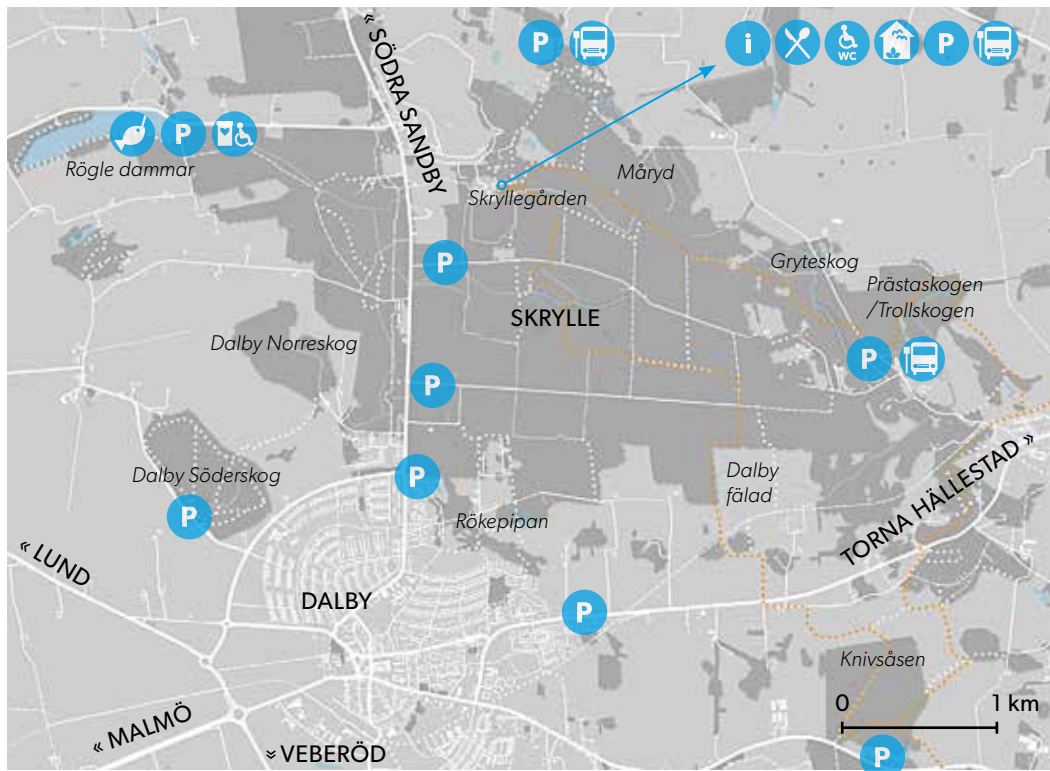 P
i
P
WC
« SÖDRA SANDBY
P
Rögle dammar
Måryd
Skryllegården
P
Gryteskog
Prästaskogen
/Trollskogen
SKRYLLE
Dalby Norreskog
P
P
Dalby Söderskog
P
Dalby
fälad
P
Rökepipan
TORNA HÄLLESTAD »
« LUND
DALBY
P
Knivsåsen
0
1 km
« MALMÖ
« VEBERÖD
P